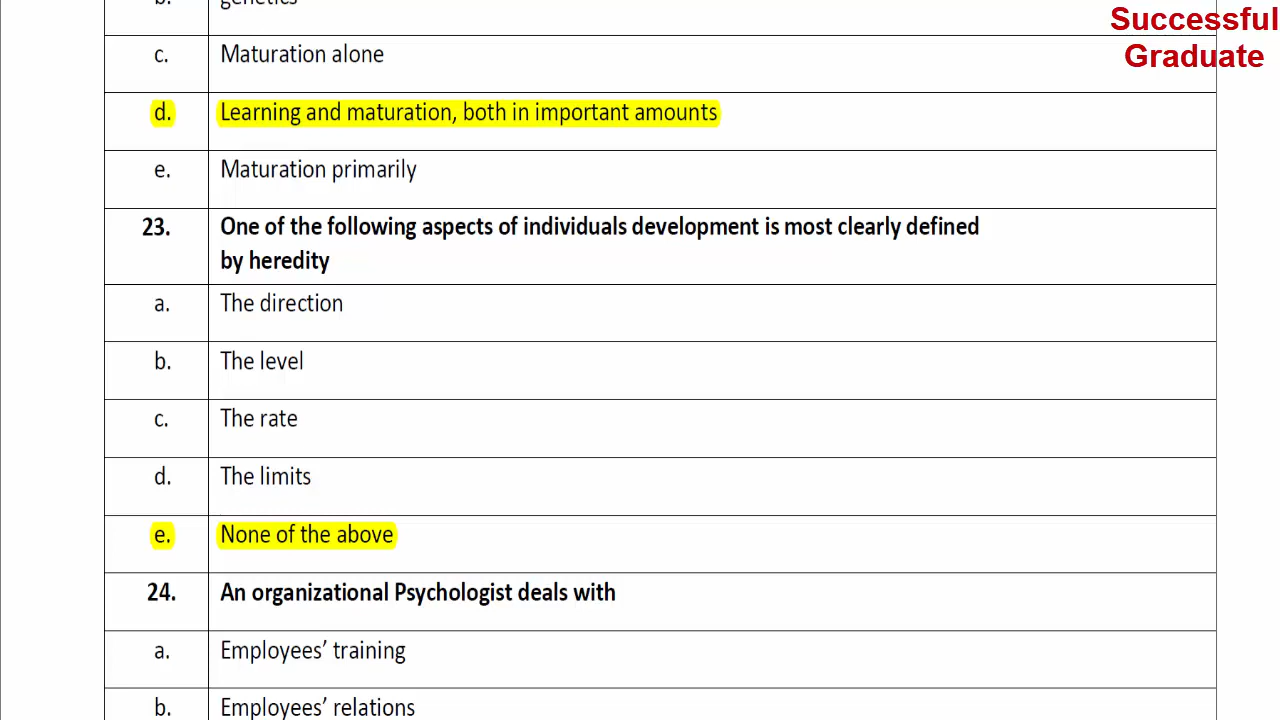 Successful
Graduate
b. genetics
c. Maturation alone
d. Learning and maturation, both in important amounts
e. Maturation primarily
23. One of the following aspects of individuals development is most clearly defined
by heredity
a. The direction
b. The level
c. The rate
d. The limits
e. None of the above
24. An organizational Psychologist deals with
a. Employees’ training
b. Employees’ relations